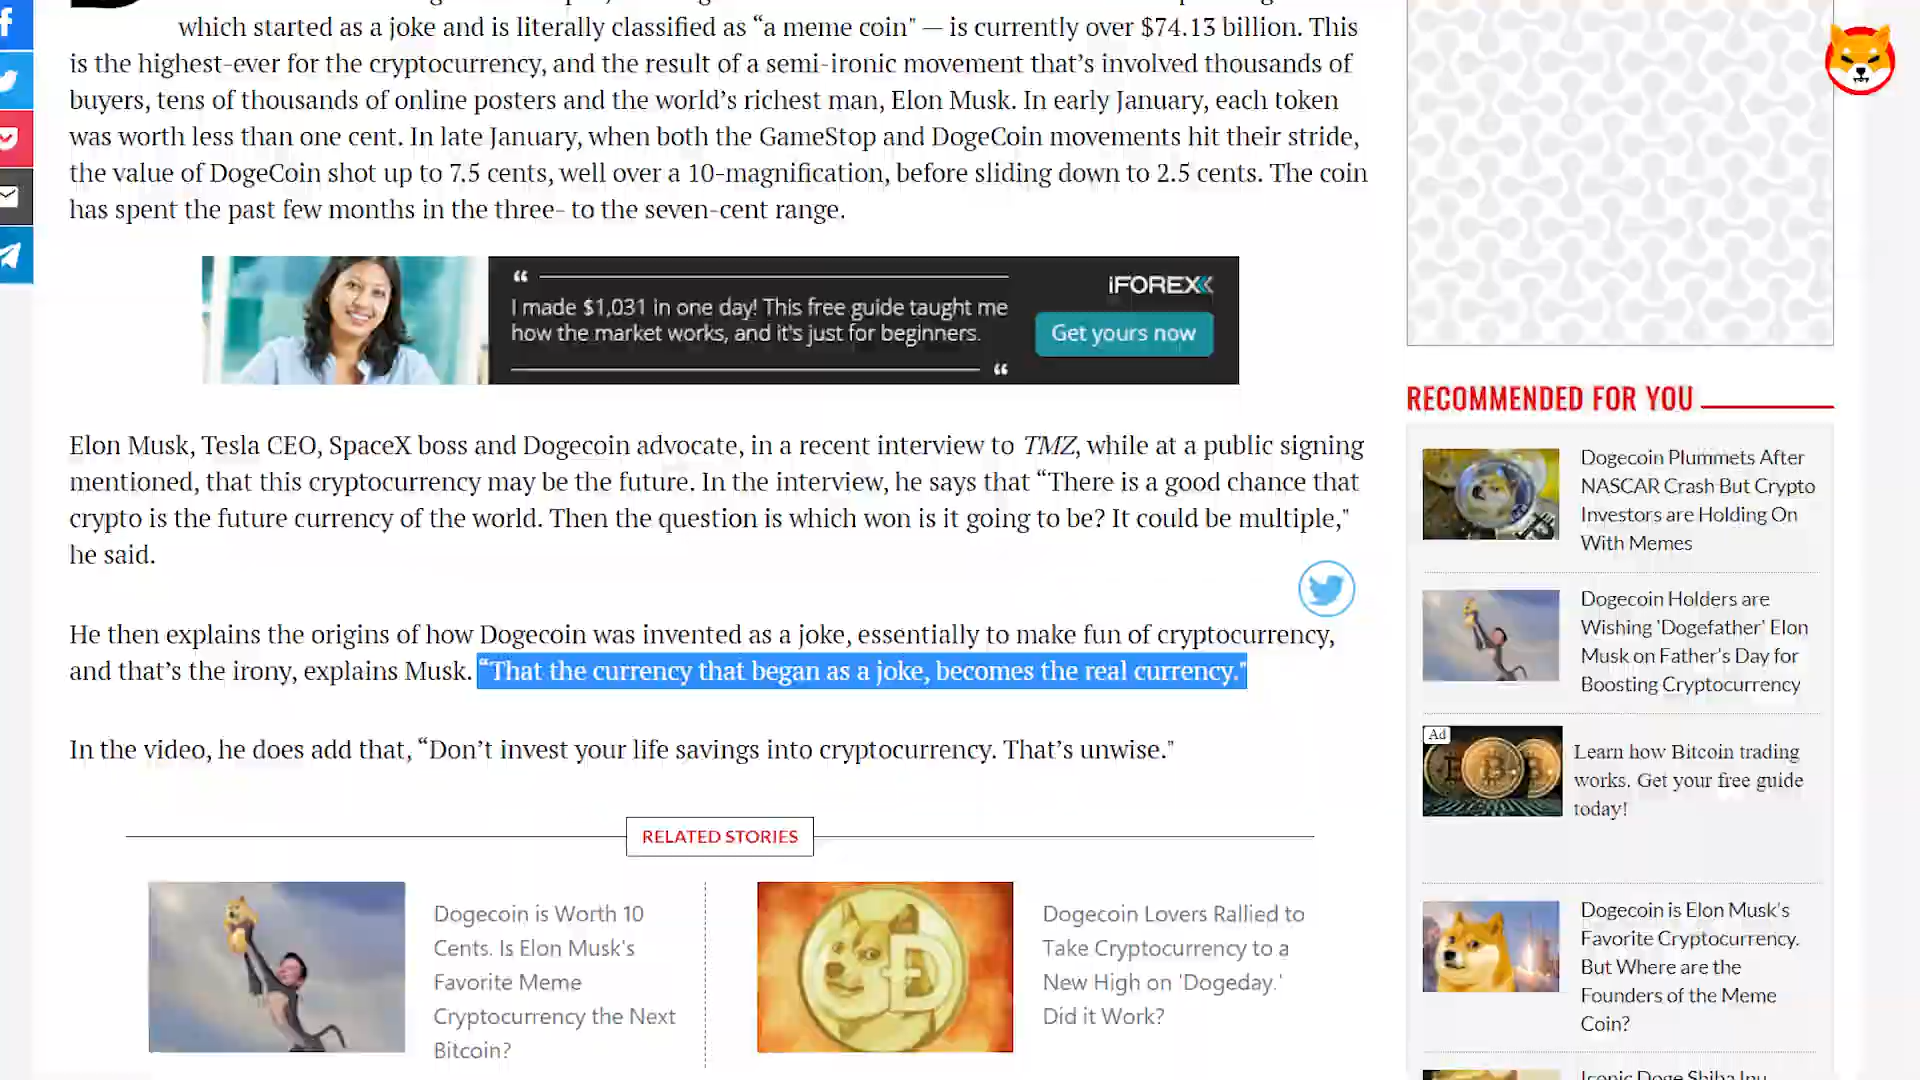 which started as a joke and is literally classified as “a meme coin" — is currently over $74.13 billion. This
is the highest-ever for the cryptocurrency, and the result of a semi-ironic movement that’s involved thousands of
buyers, tens of thousands of online posters and the world’s richest man, Elon Musk. In early January, each token
was worth less than one cent. In late January, when both the GameStop and DogeCoin movements hit their stride,
the value of DogeCoin shot up to 7.5 cents, well over a 10-magnification, before sliding down to 2.5 cents. The coin
has spent the past few months in the three- to the seven-cent range.
“
I made $1,031 in one day! This free guide taught me
how the market works, and it's just for beginners.
“
iFOREX
Get yours now
Elon Musk, Tesla CEO, SpaceX boss and Dogecoin advocate, in a recent interview to TMZ, while at a public signing
mentioned, that this cryptocurrency may be the future. In the interview, he says that “There is a good chance that
crypto is the future currency of the world. Then the question is which won is it going to be? It could be multiple,"
he said.
He then explains the origins of how Dogecoin was invented as a joke, essentially to make fun of cryptocurrency,
and that’s the irony, explains Musk. “That the currency that began as a joke, becomes the real currency."
In the video, he does add that, “Don’t invest your life savings into cryptocurrency. That’s unwise."
RELATED STORIES
Dogecoin is Worth 10
Cents. Is Elon Musk's
Favorite Meme
Cryptocurrency the Next
Bitcoin?
Dogecoin Lovers Rallied to
Take Cryptocurrency to a
New High on 'Dogeday.'
Did it Work?
RECOMMENDED FOR YOU
Dogecoin Plummets After
NASCAR Crash But Crypto
Investors are Holding On
With Memes
Dogecoin Holders are
Wishing 'Dogefather' Elon
Musk on Father's Day for
Boosting Cryptocurrency
Ad
Learn how Bitcoin trading
works. Get your free guide
today!
Dogecoin is Elon Musk's
Favorite Cryptocurrency.
But Where are the
Founders of the Meme
Coin?
Iconic Doge Shiba Inu